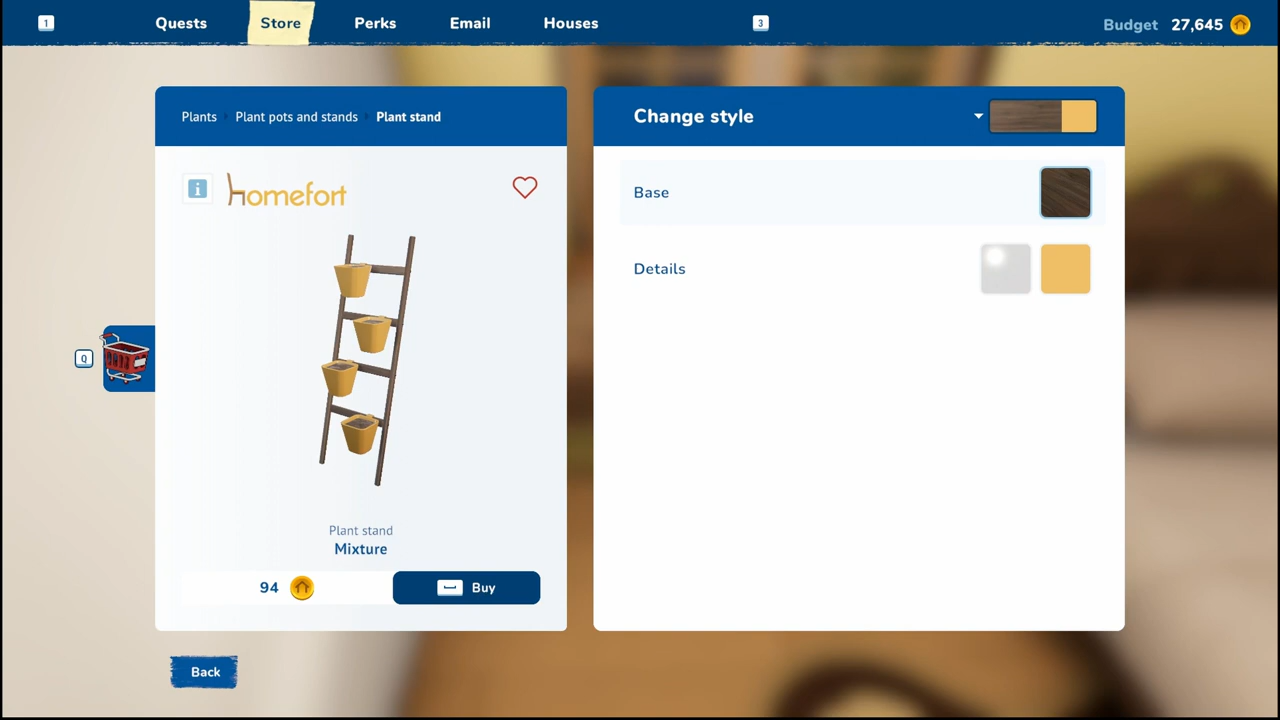 1
Quests
Store
Perks
Email
Houses
3
Budget 27,645
Plants
Plant pots and stands
Plant stand
Change style
i
homefort
Base
Details
Q
Plant stand
Mixture
94
Buy
Back